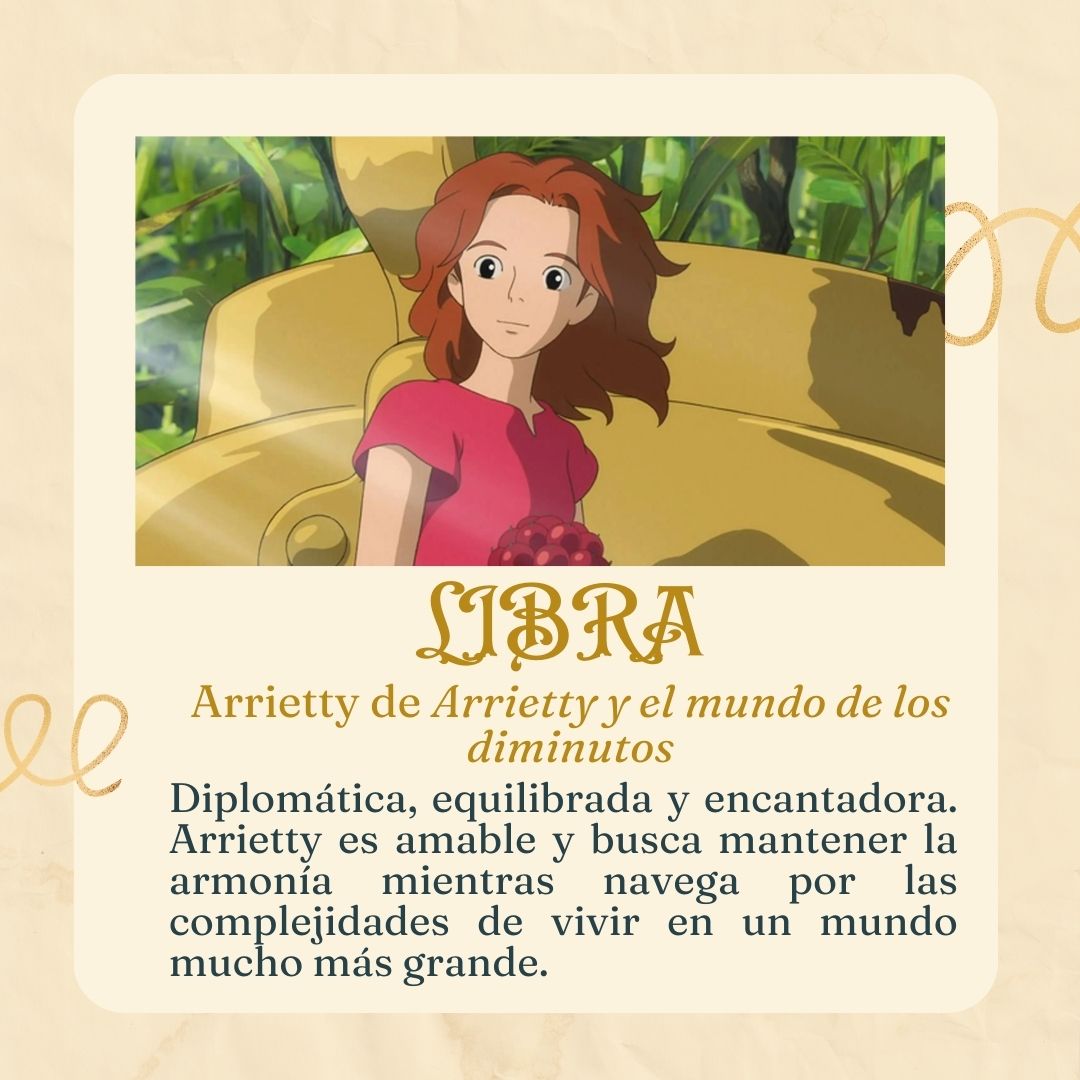 LIBRA
Arrietty de Arrietty y el mundo de los
diminutos
Diplomática, equilibrada y encantadora.
Arrietty es amable y busca mantener la
armonía mientras navega por las
complejidades de vivir en un mundo
mucho más grande.